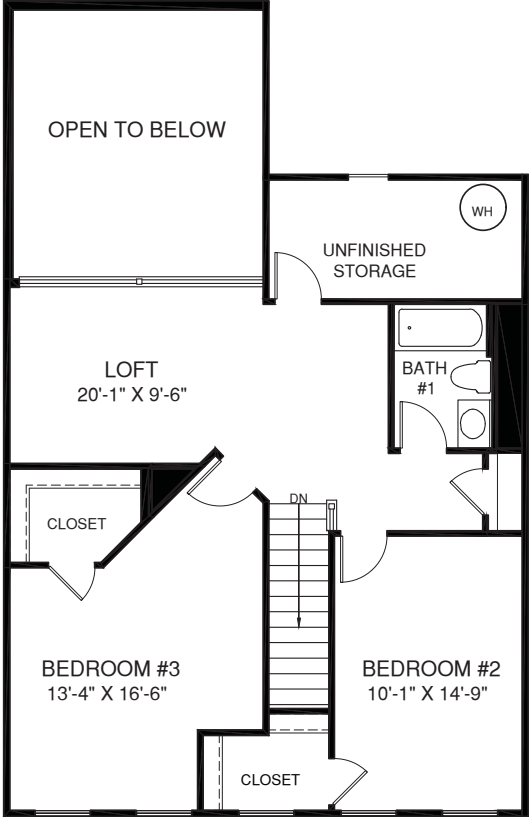 OPEN TO BELOW
WH
UNFINISHED
STORAGE
LOFT
20'-1" X 9'-6"
BATH
#1
DN
CLOSET
BEDROOM #3
13'-4" X 16'-6"
BEDROOM #2
10'-1" X 14'-9"
CLOSET